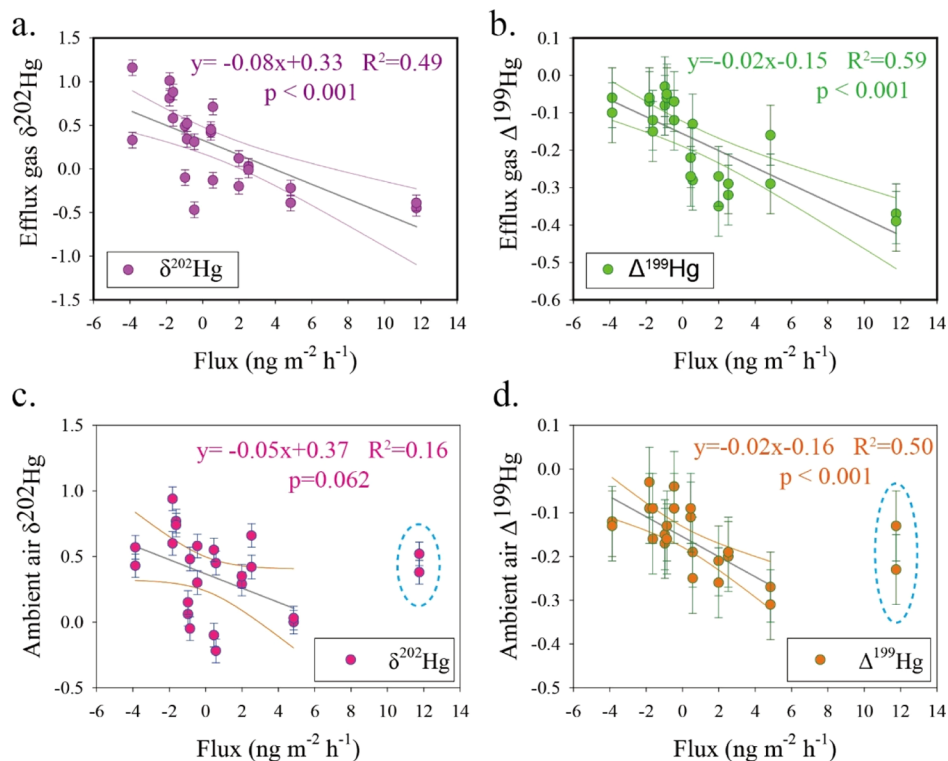 a.
y= -0.08x+0.33 R²=0.49
p < 0.001
Efflux gas δ²⁰²Hg
1.5
1.0
0.5
0.0
-0.5
-1.0
-1.5
δ²⁰²Hg
-6 -4 -2 0 2 4 6 8 10 12 14
Flux (ng m⁻² h⁻¹)
b.
y=-0.02x-0.15 R²=0.59
p < 0.001
Efflux gas Δ¹⁹⁹Hg
0.1
-0.0
-0.1
-0.2
-0.3
-0.4
-0.5
-0.6
Δ¹⁹⁹Hg
-6 -4 -2 0 2 4 6 8 10 12 14
Flux (ng m⁻² h⁻¹)
c.
y= -0.05x+0.37 R²=0.16
p=0.062
Ambient air δ²⁰²Hg
1.5
1.0
0.5
0.0
-0.5
δ²⁰²Hg
-6 -4 -2 0 2 4 6 8 10 12 14
Flux (ng m⁻² h⁻¹)
d.
y=-0.02x-0.16 R²=0.50
p < 0.001
Ambient air Δ¹⁹⁹Hg
0.1
-0.0
-0.1
-0.2
-0.3
-0.4
-0.5
Δ¹⁹⁹Hg
-6 -4 -2 0 2 4 6 8 10 12 14
Flux (ng m⁻² h⁻¹)